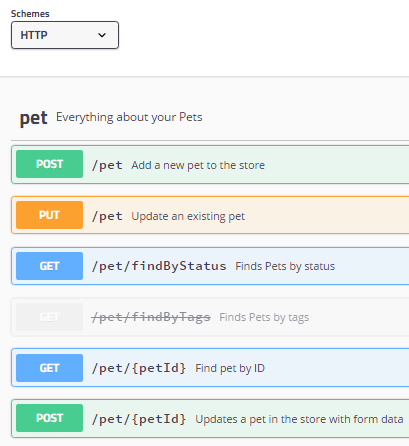 Schemes
HTTP
pet Everything about your Pets
POST /pet Add a new pet to the store
PUT /pet Update an existing pet
GET /pet/findByStatus Finds Pets by status
GET /pet/findByTags Finds Pets by tags
GET /pet/{petId} Find pet by ID
POST /pet/{petId} Updates a pet in the store with form data